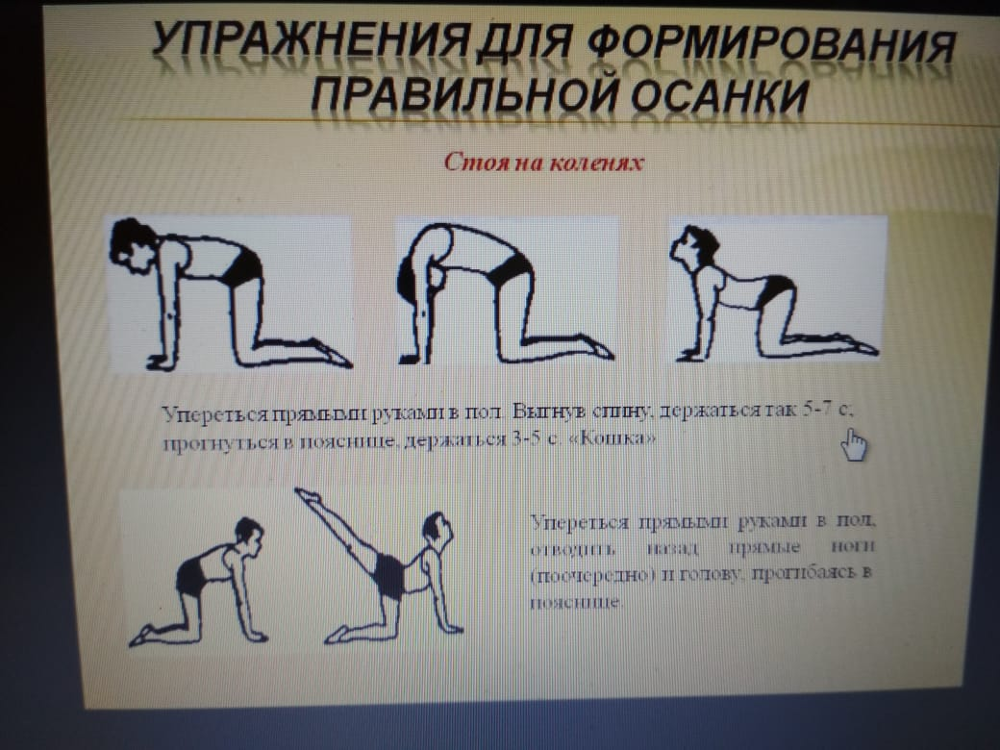 УПРАЖНЕНИЯ ДЛЯ ФОРМИРОВАНИЯ
ПРАВИЛЬНОЙ ОСАНКИ
Стоя на коленях
Упереться прямыми руками в пол. Выгнув спину, держаться так 5-7 с,
прогнуться в пояснице, держаться 3-5 с. «Кошка»
Упереться прямыми руками в пол,
отводить назад прямые ноги
(поочередно) и голову, прогибаясь в
пояснице.